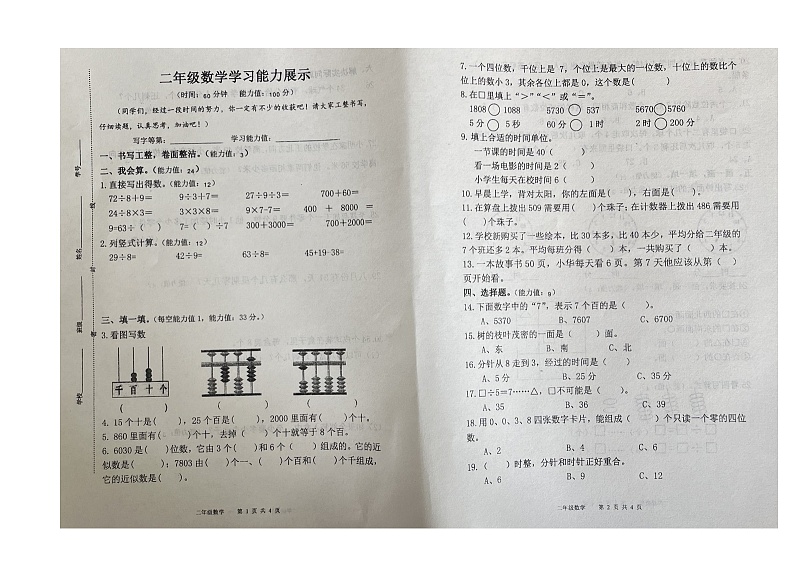 二年级数学学习能力展示
（时间：60分钟 能力值：100分）
（同学们，经过一段时间的努力，你一定有不少的收获吧！请大家工整书写，
仔细读题，认真思考，加油吧！）
写字等第： 学习能力值：
一、书写工整，卷面整洁。（能力值：3）
二、我会算。（能力值：24）
1.直接写出得数。（能力值：12）
72÷8+9= 9÷3+7= 27÷9÷3= 700+60=
24÷8×3= 3×3×8= 9×7-7= 400 + 8000 =
9=63÷（ ） 7=（ ）÷7 300+3000= 700+2000=
2.列竖式计算。（能力值：12）
29÷8= 42÷9= 63÷8= 45+19-38=
三、填一填。（每空能力值1，能力值：33分。）
3.看图写数
千 百 十 个
（ ） （ ） （ ）
4. 15个十是（ ），25个百是（ ），2000里面有（ ）个十。
5. 860里面有（ ）个十，去掉（ ）个十就等于8个百。
6. 6030是（ ）位数，它由3个（ ）和6个（ ）组成的。它的近
似数是（ ）；7803由（ ）个一、（ ）个百和（ ）个千组成，
它的近似数是（ ）。
二年级数学 第1页共4页
学号
姓名
班级
学校
线
封
密
7.一个四位数，千位上是 7，个位上是最大的一位数，十位上的数比个
位上的数小3，其余各位上都是0，这个数是（ ）
8.在□里填上“>”“<”或“=”。
1808○1088 5730○537 5670○5760
5分○5秒 60分○1时 2时○200分
9.填上合适的时间单位。
一节课的时间是40（ ）
看一场电影的时间是2（ ）
小学生每天在校时间6（ ）
10.早晨上学，背对太阳，你的左面是（ ），右面是（ ）。
11.在算盘上拨出509需要用（ ）个珠子；在计数器上拨出486需要用
（ ）个珠子。
12.学校新购买了一些绘本，比30本多，比40本少，平均分给二年级的
7个班还多2本。平均每班分得（ ）本，一共购买了（ ）本。
13.一本故事书50页，小华每天看6页。第7天他应该从第（ ）
页开始看。
四、选择题。（能力值：9）
14.下面数字中的“7”，表示7个百的是（ ）。
A、5370 B、7607 C、6700
15.树的枝叶茂密的一面是（ ）面。
A、东 B、南 C、北
16.分针从8走到3，经过的时间是（ ）
A、5分 B、25分 C、35分
17.□÷5=7……△，□不可能是（ ）。
A、35 B、36 C、39
18.用0、0、3、8四张数字卡片，能组成（ ）个只读一个零的四位
数。
A、2 B、4 C、6
19.（ ）时整，分针和时针正好重合。
A、6 B、9 C、12
二年级数学 第2页共4页